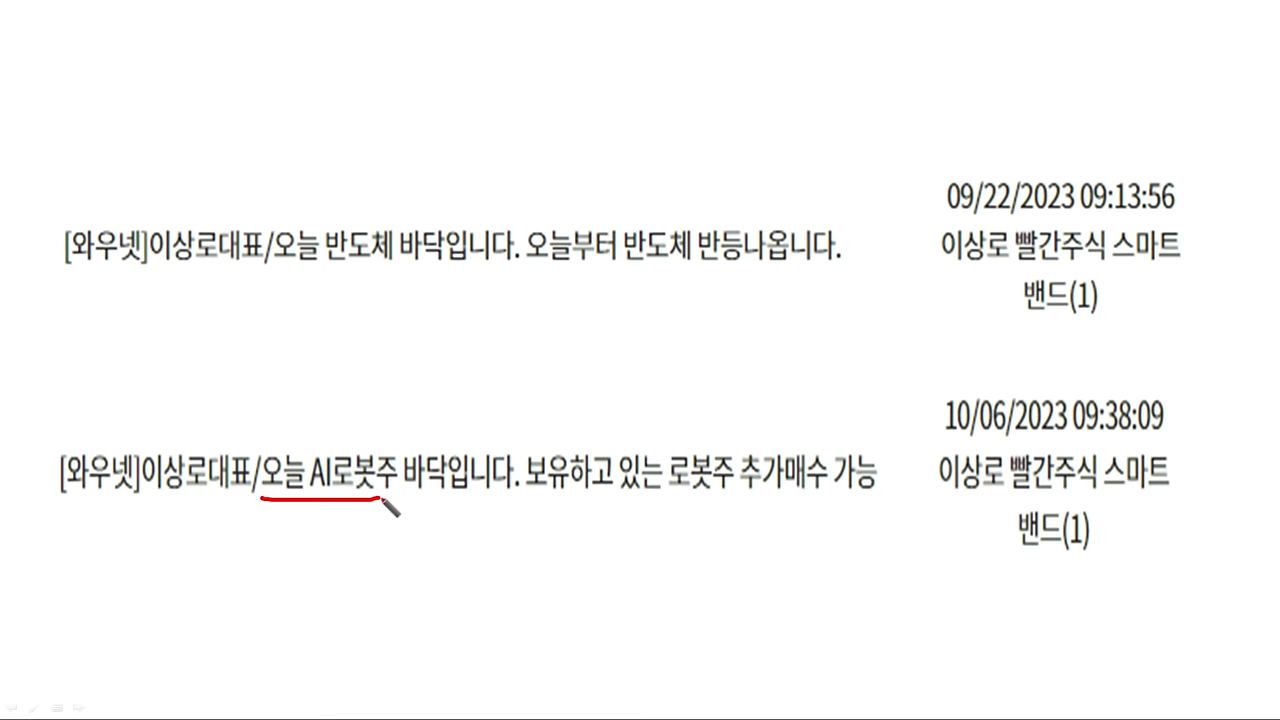 09/22/2023 09:13:56
[와우넷]이상로대표/오늘 반도체 바닥입니다. 오늘부터 반도체 반등나옵니다.
이상로 빨간주식 스마트
밴드(1)
10/06/2023 09:38:09
[와우넷]이상로대표/오늘 AI로봇주 바닥입니다. 보유하고 있는 로봇주 추가매수 가능
이상로 빨간주식 스마트
밴드(1)